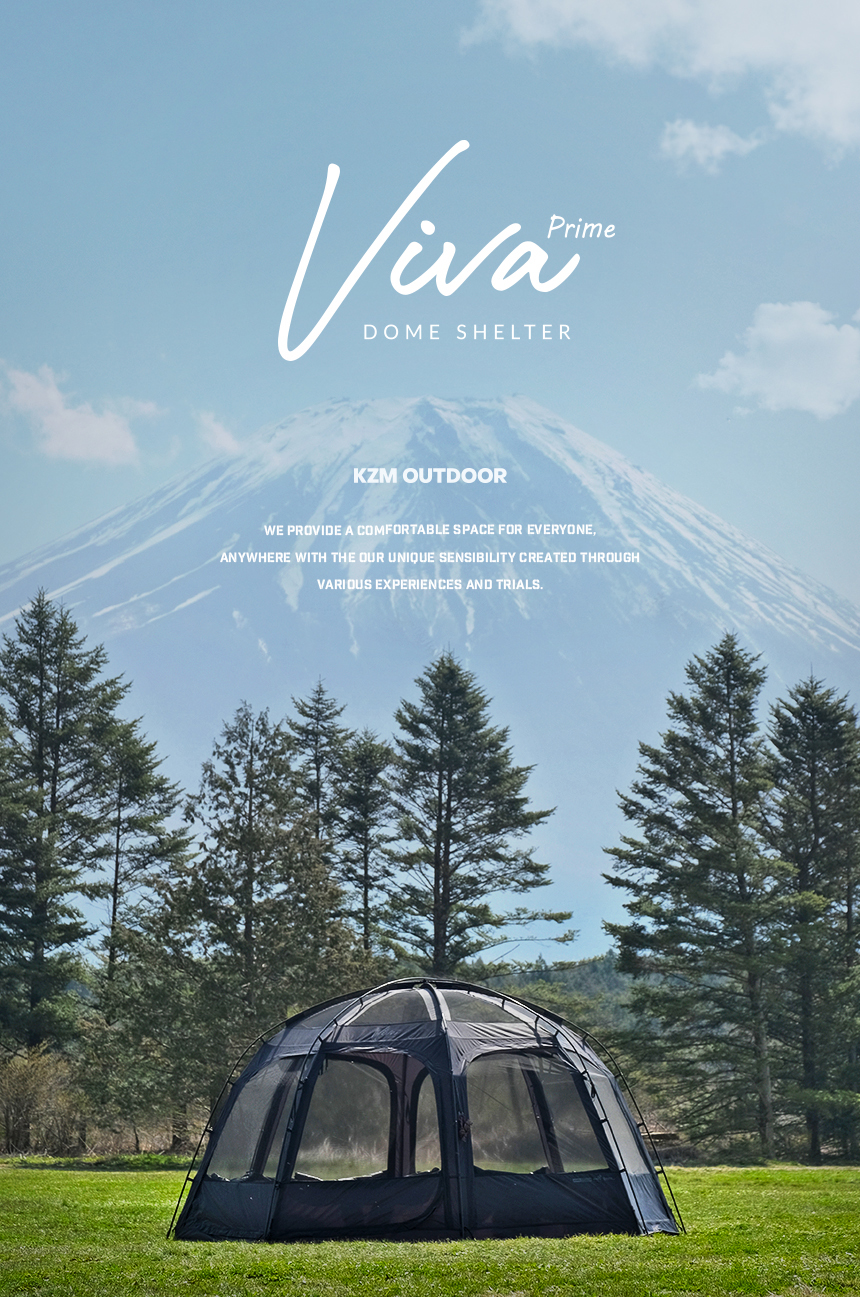 Viva Prime
DOME SHELTER
KZM OUTDOOR
WE PROVIDE A COMFORTABLE SPACE FOR EVERYONE,
ANYWHERE WITH THE OUR UNIQUE SENSIBILITY CREATED THROUGH
VARIOUS EXPERIENCES AND TRIALS.